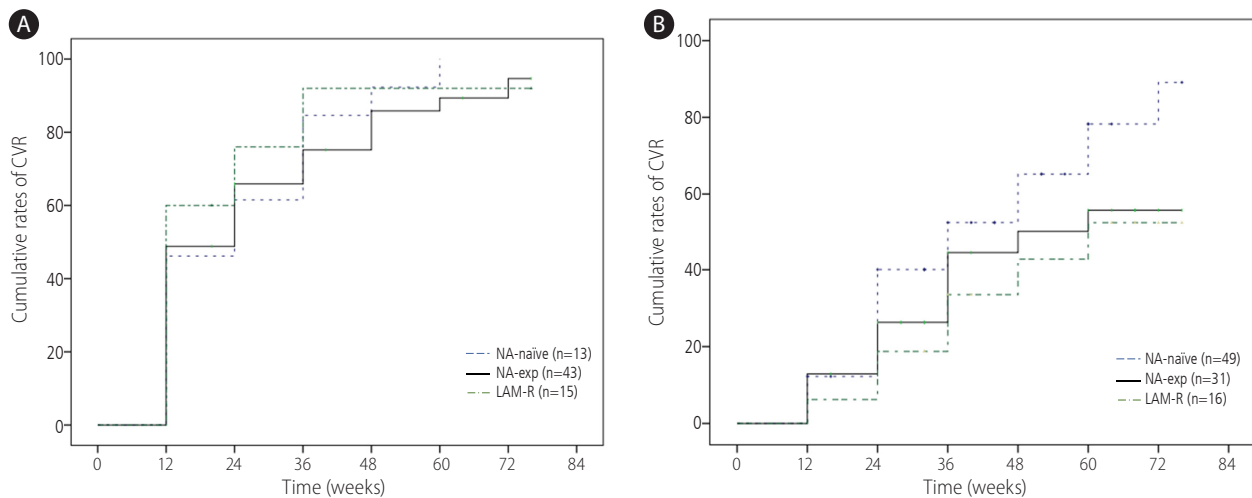 A
Cumulative rates of CVR
100
80
60
40
20
0
NA-naïve (n=13)
NA-exp (n=43)
LAM-R (n=15)
0 12 24 36 48 60 72 84
Time (weeks)
B
Cumulative rates of CVR
100
80
60
40
20
0
NA-naïve (n=49)
NA-exp (n=31)
LAM-R (n=16)
0 12 24 36 48 60 72 84
Time (weeks)